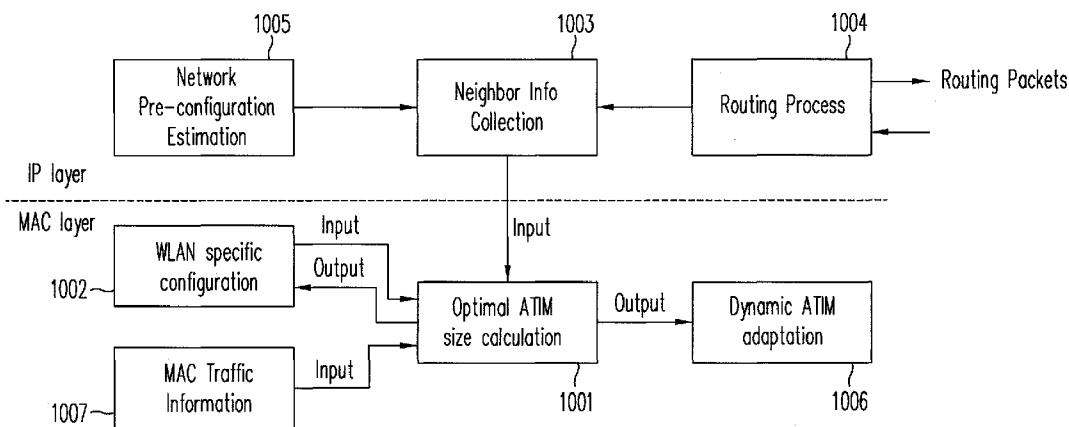 1005
1003
1004
Network
Pre-configuration
Estimation
Neighbor Info
Collection
Routing Process
Routing Packets
IP layer
MAC layer
Input
Input
WLAN specific
configuration
Output
1002
Optimal ATIM
size calculation
Output
Dynamic ATIM
adaptation
Input
MAC Traffic
Information
1007
1001
1006